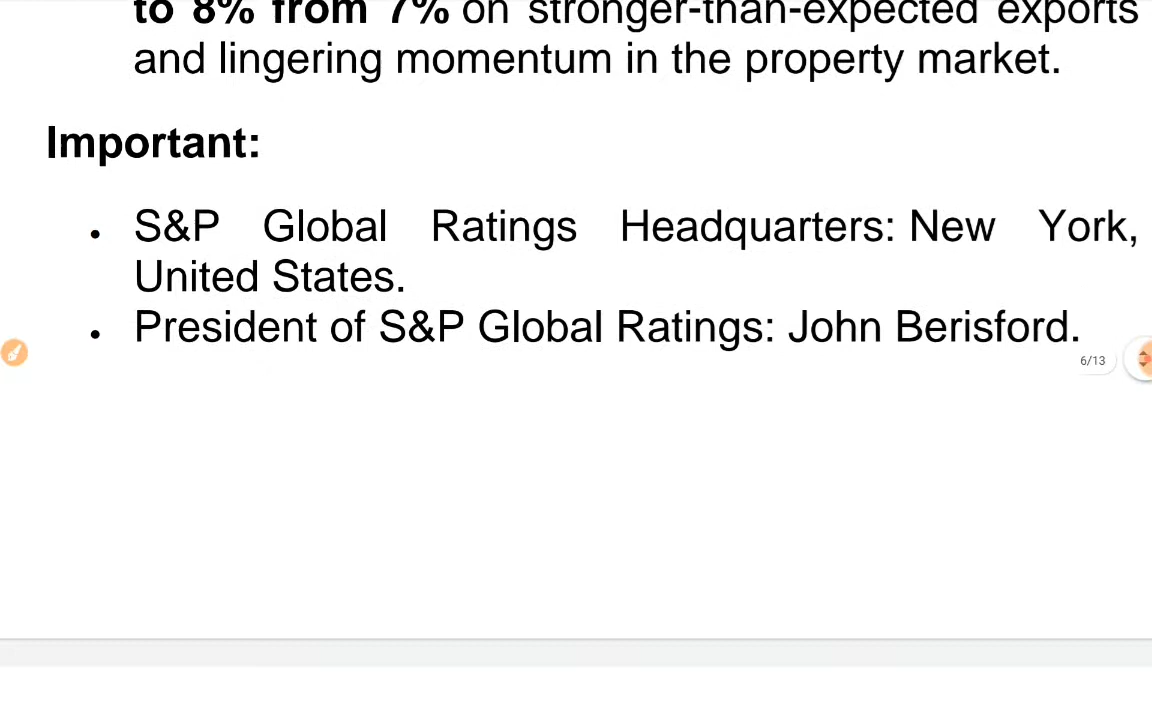 to 8% from 7% on stronger-than-expected exports
and lingering momentum in the property market.
Important:
• S&P Global Ratings Headquarters: New York,
United States.
• President of S&P Global Ratings: John Berisford.
6/13